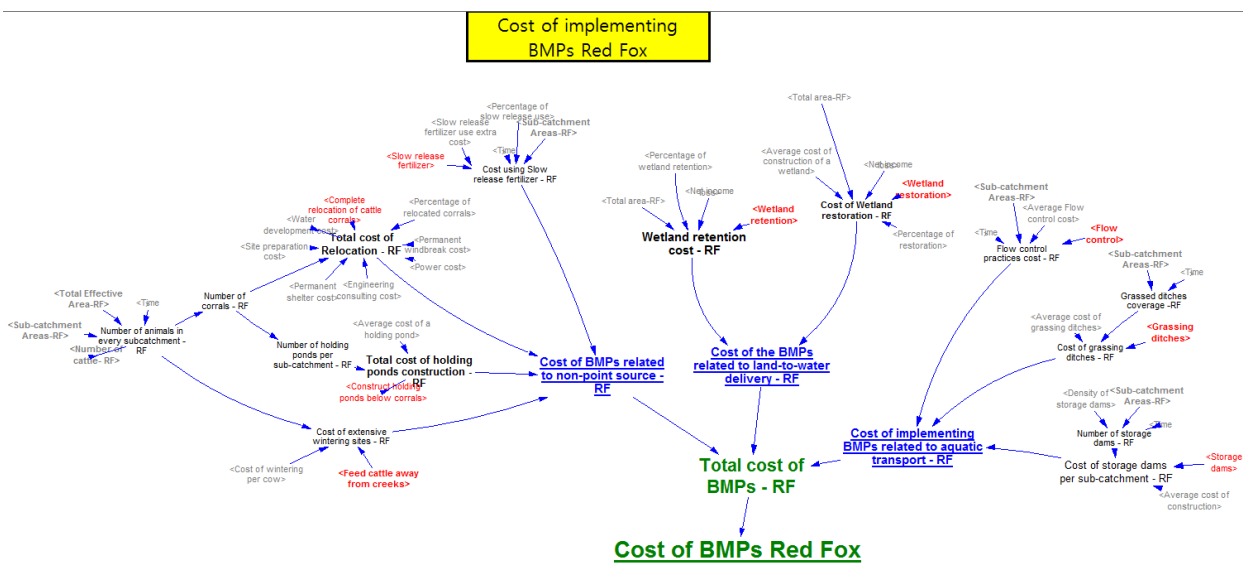 Cost of implementing
BMPs Red Fox
<Percentage of
slow release use>
<Slow release
fertilizer use extra
cost>
<Sub-catchment
Areas-RF>
<Time>
<Slow release
fertilizer>
Cost using Slow
release fertilizer - RF
<Total area-RF>
<Percentage of
wetland retention>
<Net income
loss>
<Total area-RF>
<Wetland
retention>
Wetland retention
cost - RF
<Average cost of
construction of a
wetland>
<Net income
loss>
<Wetland
restoration>
Cost of Wetland
restoration - RF
<Percentage of
restoration>
<Sub-catchment
Areas-RF>
<Average Flow
control cost>
<Time>
<Flow
control>
Flow control
practices cost - RF
<Sub-catchment
Areas-RF>
<Time>
Grassed ditches
coverage -RF
<Average cost of
grassing ditches>
<Grassing
ditches>
Cost of grassing
ditches - RF
<Complete
relocation of cattle
corrals>
<Percentage of
relocated corrals>
<Water
development cost>
<Site preparation
cost>
Total cost of
Relocation - RF
<Permanent
windbreak cost>
<Power cost>
<Permanent
shelter cost>
<Engineering
consulting cost>
<Total Effective
Area-RF>
<Time>
Number of
corrals - RF
<Sub-catchment
Areas-RF>
Number of animals in
every subcatchment -
RF
<Number of
cattle- RF>
<Average cost of a
holding pond>
Number of holding
ponds per
sub-catchment - RF
Total cost of holding
ponds construction -
RF
<Construct holding
ponds below corrals>
Cost of BMPs related
to non-point source -
RF
Cost of the BMPs
related to land-to-water
delivery - RF
Cost of extensive
wintering sites - RF
<Cost of wintering
per cow>
<Feed cattle away
from creeks>
Cost of implementing
BMPs related to aquatic
transport - RF
<Density of
storage dams>
<Sub-catchment
Areas-RF>
<Time>
Number of storage
dams - RF
<Storage
dams>
Cost of storage dams
per sub-catchment - RF
<Average cost of
construction>
Total cost of
BMPs - RF
Cost of BMPs Red Fox